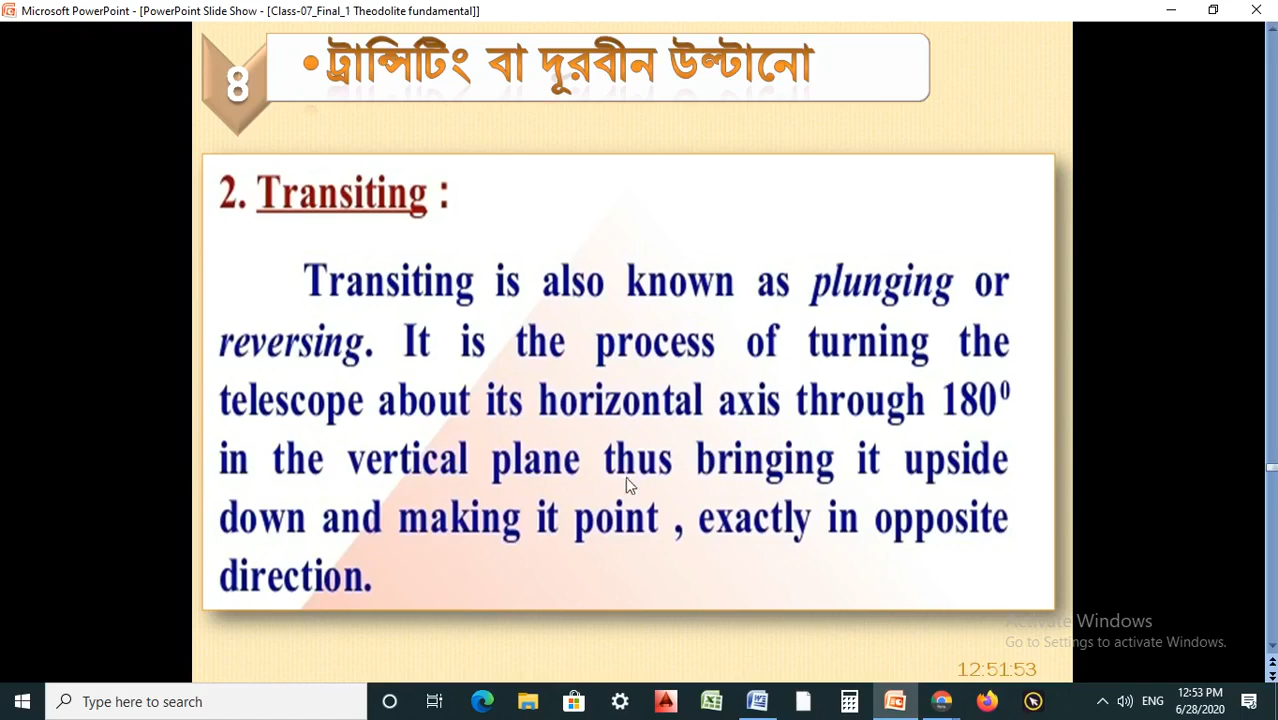 Microsoft PowerPoint - [PowerPoint Slide Show - [Class-07_Final_1 Theodolite fundamental]]
8
• ট্রান্সিটিং বা দূরবীন উল্টানো
2. Transiting :
Transiting is also known as plunging or
reversing. It is the process of turning the
telescope about its horizontal axis through 180⁰
in the vertical plane thus bringing it upside
down and making it point , exactly in opposite
direction.
Activate Windows
Go to Settings to activate Windows.
12:51:53
Type here to search
ENG
12:53 PM
6/28/2020